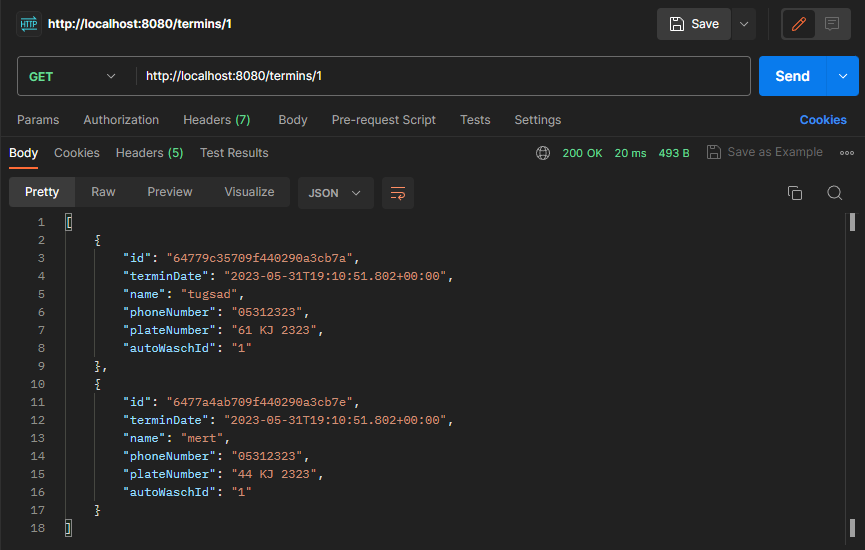 HTTP http://localhost:8080/termins/1 Save
GET http://localhost:8080/termins/1 Send
Params Authorization Headers (7) Body Pre-request Script Tests Settings Cookies
Body Cookies Headers (5) Test Results 200 OK 20 ms 493 B Save as Example
Pretty Raw Preview Visualize JSON
1 [
2 {
3 "id": "64779c35709f440290a3cb7a",
4 "terminDate": "2023-05-31T19:10:51.802+00:00",
5 "name": "tugsad",
6 "phoneNumber": "05312323",
7 "plateNumber": "61 KJ 2323",
8 "autoWaschId": "1"
9 },
10 {
11 "id": "6477a4ab709f440290a3cb7e",
12 "terminDate": "2023-05-31T19:10:51.802+00:00",
13 "name": "mert",
14 "phoneNumber": "05312323",
15 "plateNumber": "44 KJ 2323",
16 "autoWaschId": "1"
17 }
18 ]